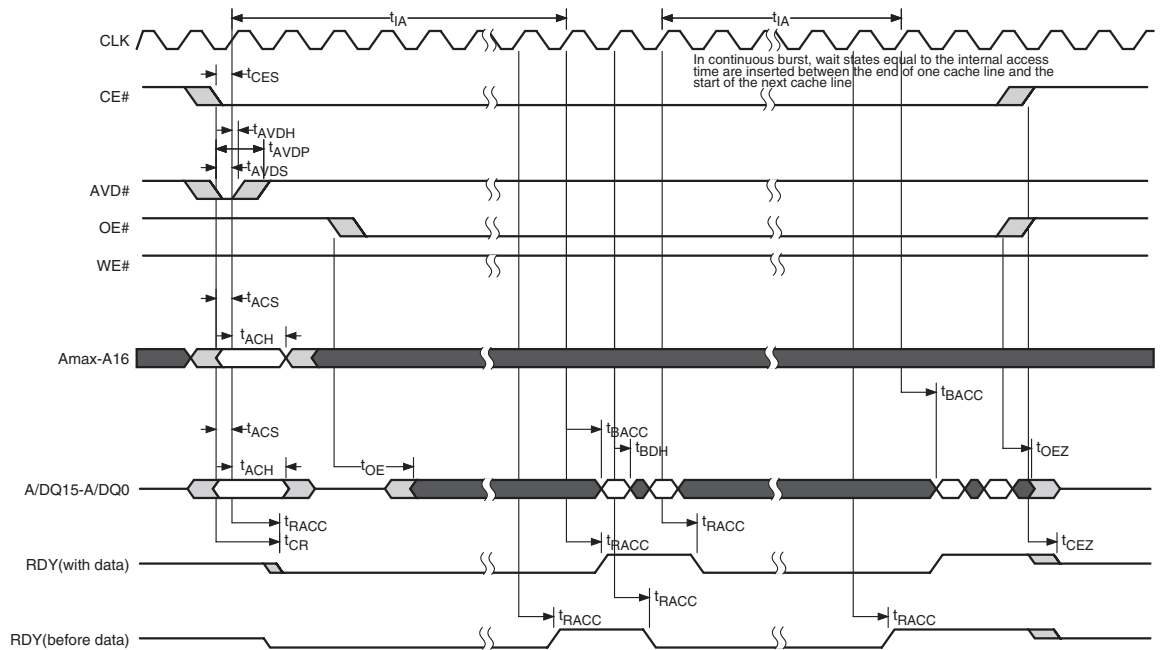 tIA
tIA
CLK
In continuous burst, wait states equal to the internal access
time are inserted between the end of one cache line and the
start of the next cache line
tCES
CE#
tAVDH
tAVDP
tAVDS
AVD#
OE#
WE#
tACS
tACH
Amax-A16
tBACC
tACS
tBACC
tBDH
tOEZ
tACH
tOE
A/DQ15-A/DQ0
tRACC
tRACC
tCR
tRACC
tCEZ
RDY(with data)
tRACC
tRACC
tRACC
RDY(before data)